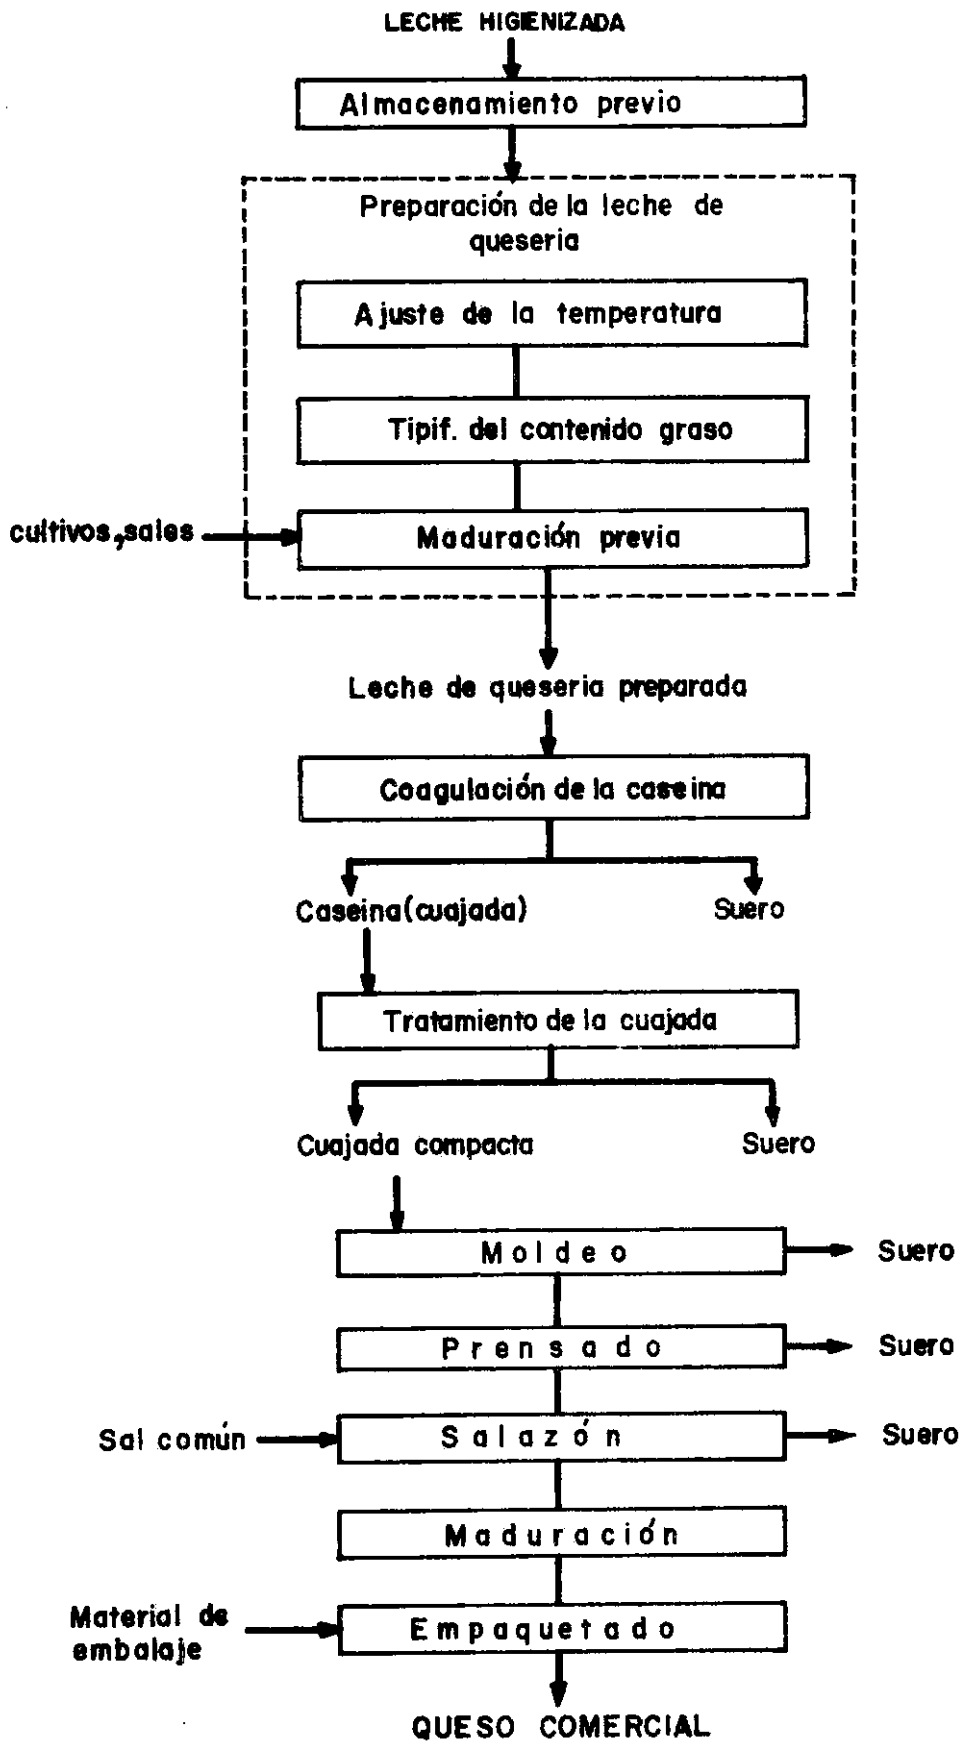 LECHE HIGIENIZADA
Almacenamiento previo
Preparación de la leche de
queseria
Ajuste de la temperatura
Tipif. del contenido graso
cultivos, sales
Maduración previa
Leche de queseria preparada
Coagulación de la caseina
Caseina (cuajada)
Suero
Tratamiento de la cuajada
Cuajada compacta
Suero
Moldeo
Suero
Prensado
Suero
Sal común
Salazón
Suero
Maduración
Material de
embalaje
Empaquetado
QUESO COMERCIAL